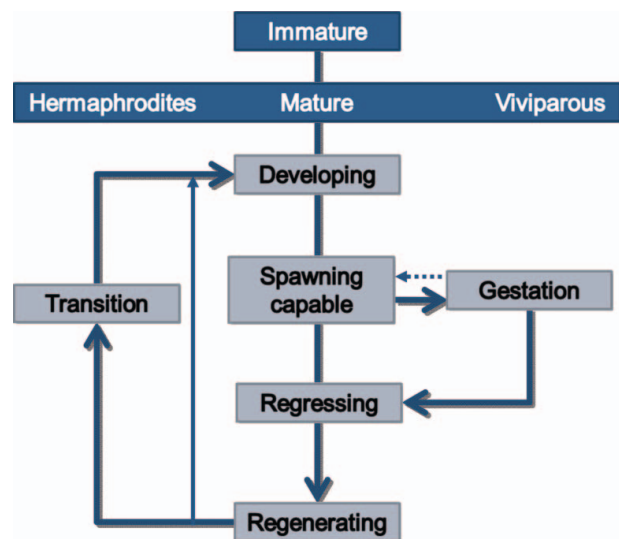 Immature
Hermaphrodites Mature Viviparous
Developing
Spawning
capable
Gestation
Transition
Regressing
Regenerating